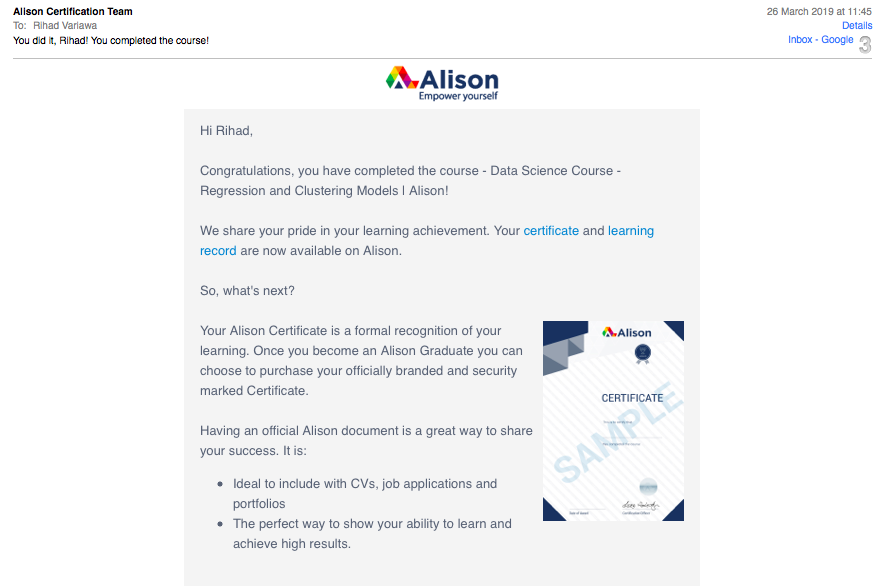 Alison Certification Team
26 March 2019 at 11:45
To: Rihad Variawa
Details
You did it, Rihad! You completed the course!
Inbox - Google
3
Alison
Empower yourself
Hi Rihad,
Congratulations, you have completed the course - Data Science Course -
Regression and Clustering Models | Alison!
We share your pride in your learning achievement. Your certificate and learning
record are now available on Alison.
So, what's next?
Your Alison Certificate is a formal recognition of your
learning. Once you become an Alison Graduate you can
choose to purchase your officially branded and security
marked Certificate.
Having an official Alison document is a great way to share
your success. It is:
• Ideal to include with CVs, job applications and
portfolios
• The perfect way to show your ability to learn and
achieve high results.
Alison
CERTIFICATE
SAMPLE